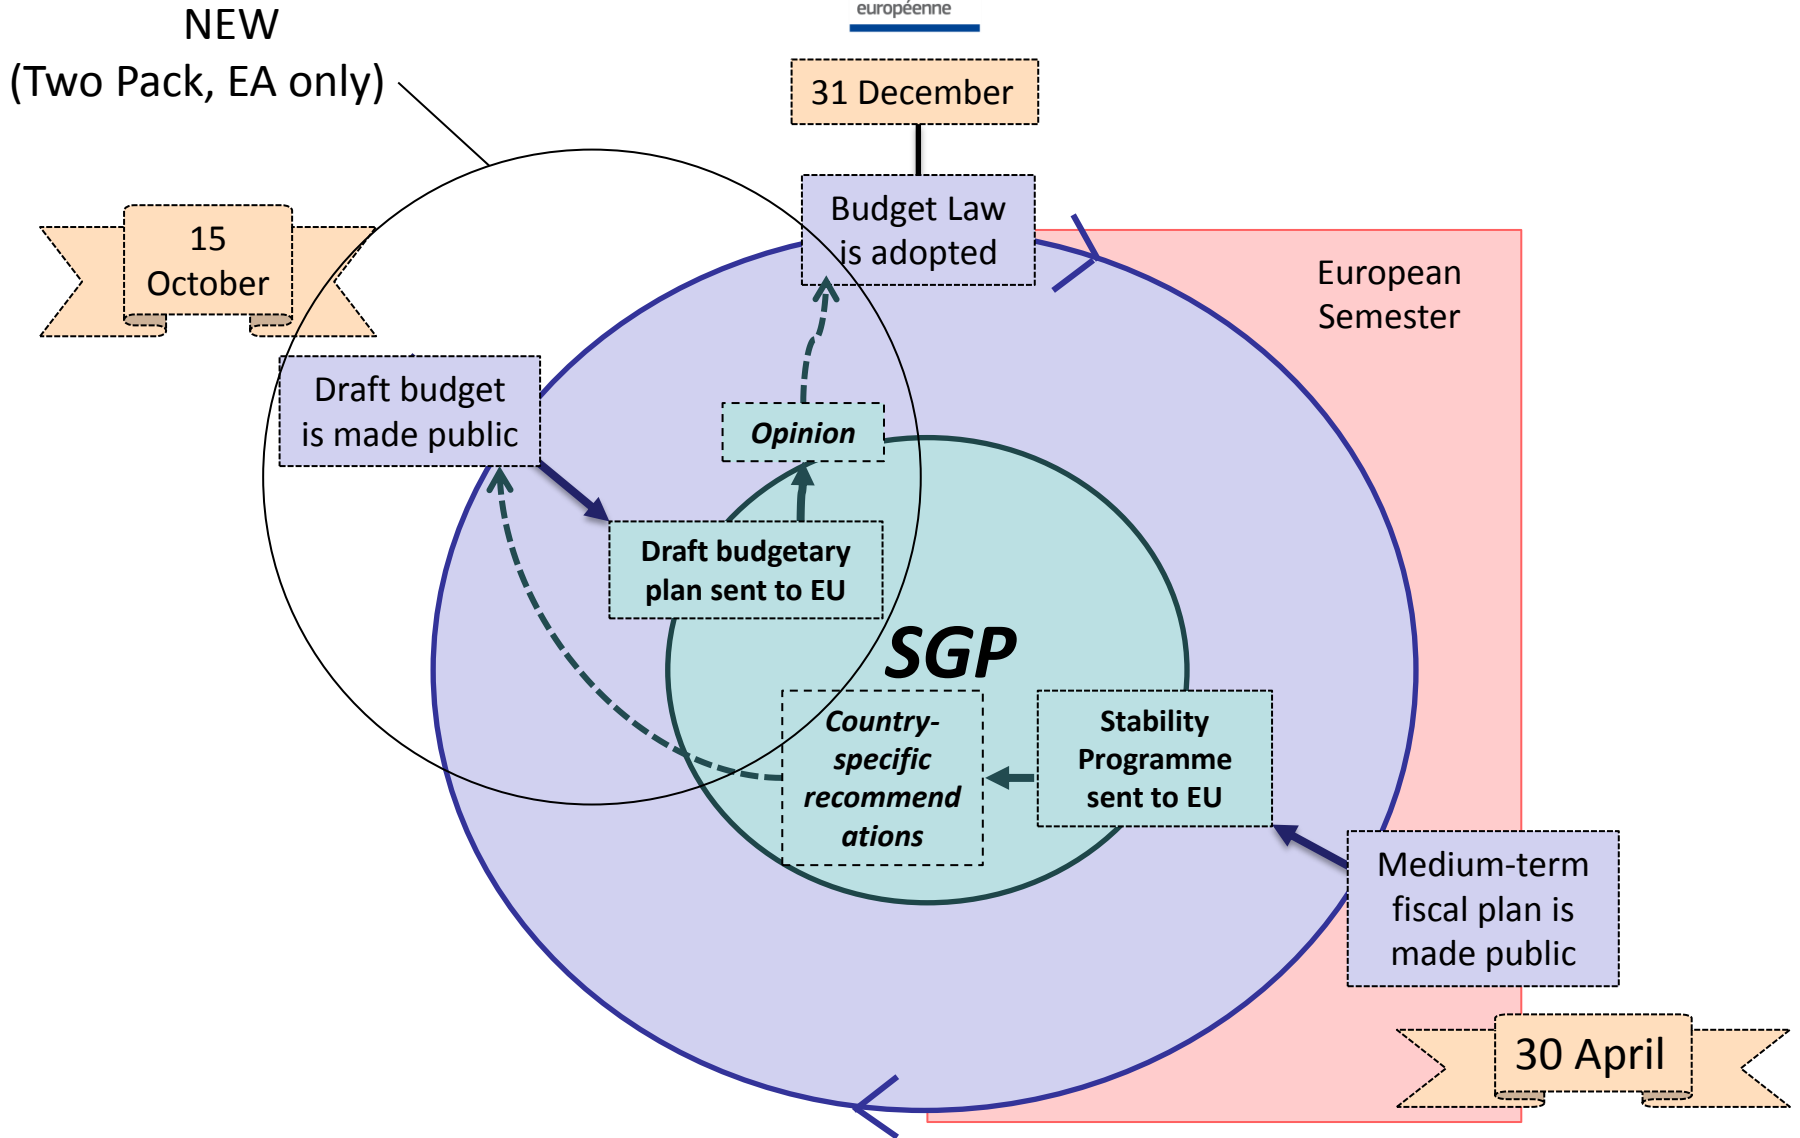 européenne
NEW
(Two Pack, EA only)
31 December
Budget Law
is adopted
15
October
European
Semester
Draft budget
is made public
Opinion
Draft budgetary
plan sent to EU
SGP
Country-
specific
recommend
ations
Stability
Programme
sent to EU
Medium-term
fiscal plan is
made public
30 April